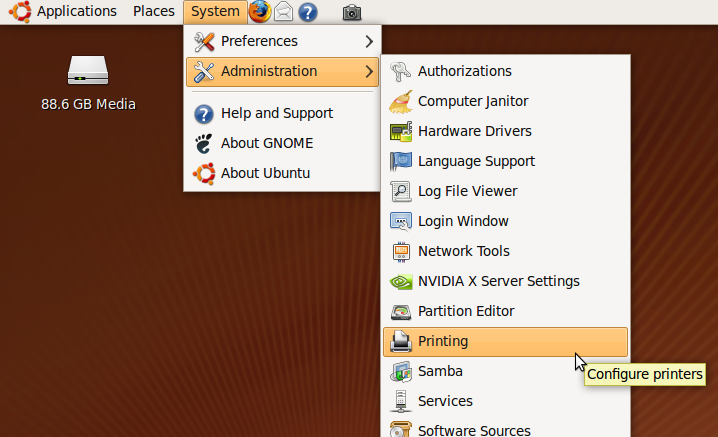 Applications Places System
Preferences
Administration
Help and Support
About GNOME
About Ubuntu
88.6 GB Media
Authorizations
Computer Janitor
Hardware Drivers
Language Support
Log File Viewer
Login Window
Network Tools
NVIDIA X Server Settings
Partition Editor
Printing
Configure printers
Samba
Services
Software Sources